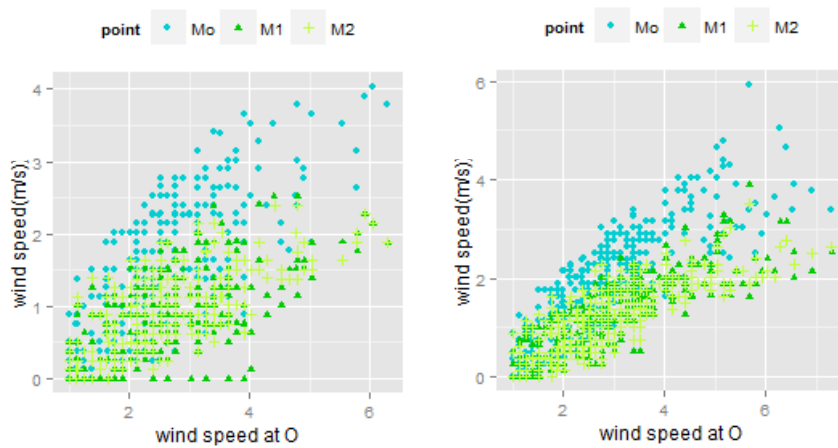 point Mo M1 M2
4
3
2
1
0
wind speed(m/s)
2 4 6
wind speed at O
point Mo M1 M2
6
4
2
0
wind speed(m/s)
2 4 6
wind speed at O